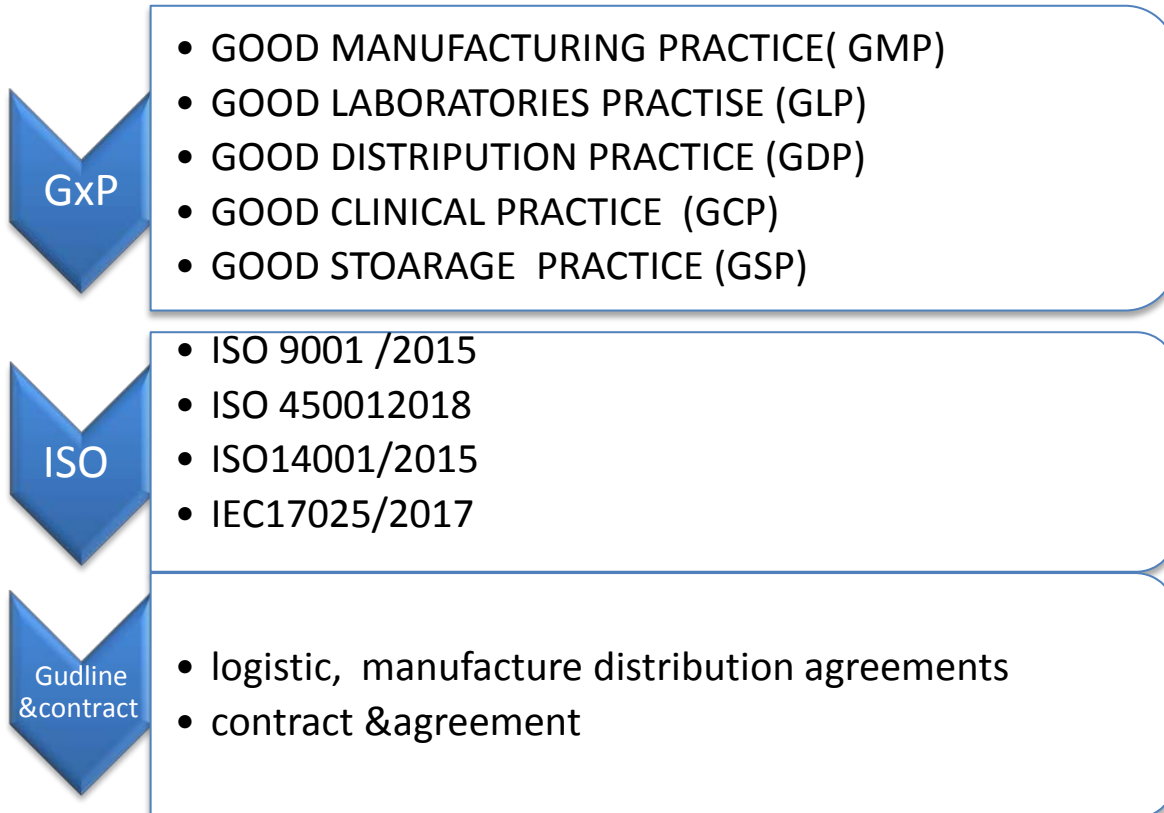 GxP
• GOOD MANUFACTURING PRACTICE( GMP)
• GOOD LABORATORIES PRACTISE (GLP)
• GOOD DISTRIPUTION PRACTICE (GDP)
• GOOD CLINICAL PRACTICE (GCP)
• GOOD STOARAGE PRACTICE (GSP)
ISO
• ISO 9001 /2015
• ISO 450012018
• ISO14001/2015
• IEC17025/2017
Gudline
&contract
• logistic, manufacture distribution agreements
• contract &agreement